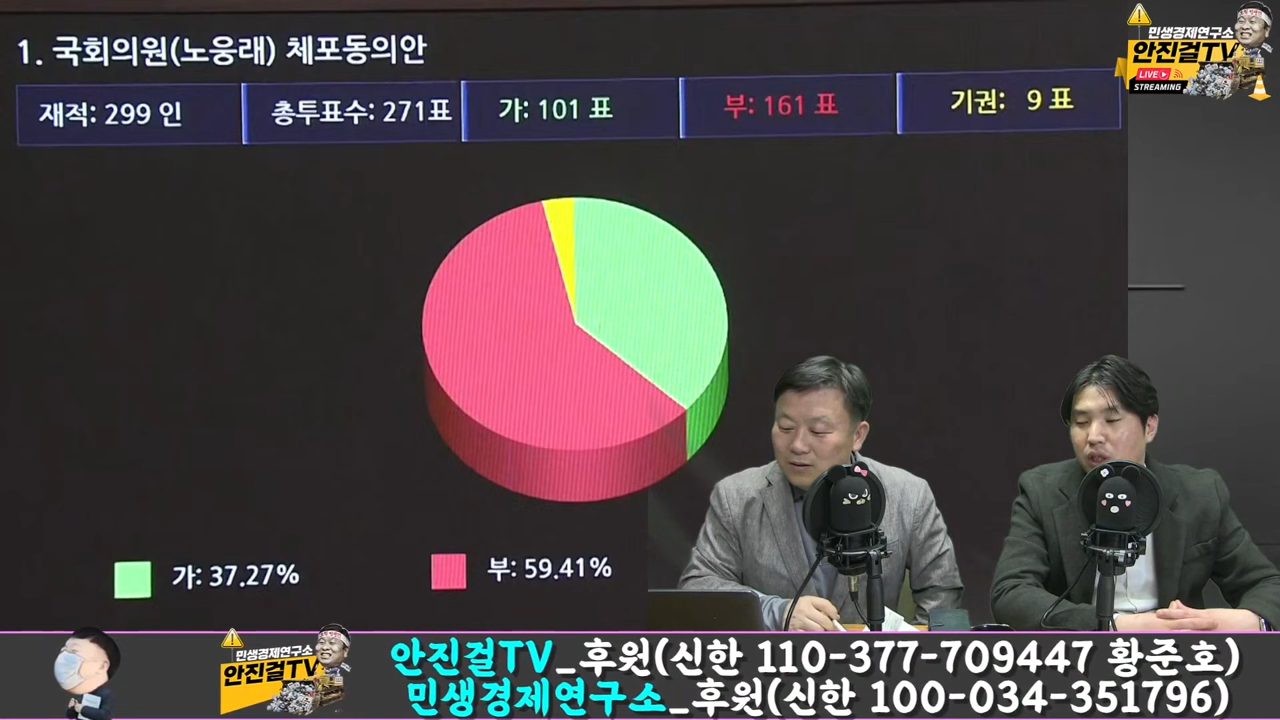 1. 국회의원(노웅래) 체포동의안
재적: 299 인
총투표수: 271표
가: 101 표
부: 161 표
기권: 9 표
가: 37.27%
부: 59.41%
민생경제연구소
안진걸TV
LIVE
STREAMING
민생경제연구소
안진걸TV
안진걸TV_후원(신한 110-377-709447 황준호)
민생경제연구소_후원(신한 100-034-351796)